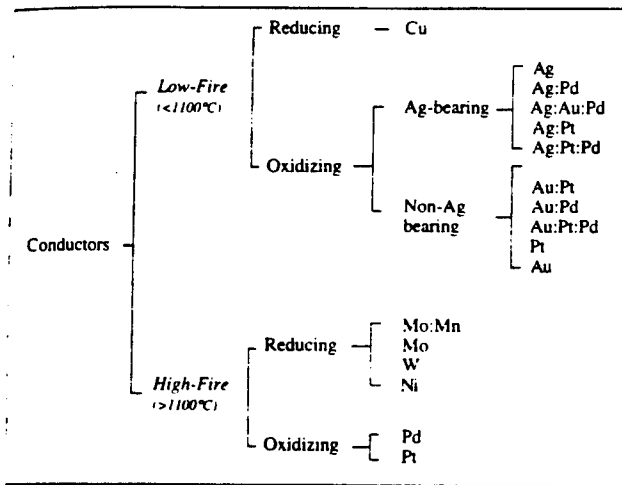 Reducing — Cu
Low-Fire
(<1100°C)
Ag
Ag:Pd
Ag-bearing
Ag:Au:Pd
Ag:Pt
Oxidizing
Ag:Pt:Pd
Au:Pt
Non-Ag
bearing
Au:Pd
Au:Pt:Pd
Conductors
Pt
Au
Mo:Mn
Reducing
Mo
W
High-Fire
Ni
(>1100°C)
Oxidizing
Pd
Pt